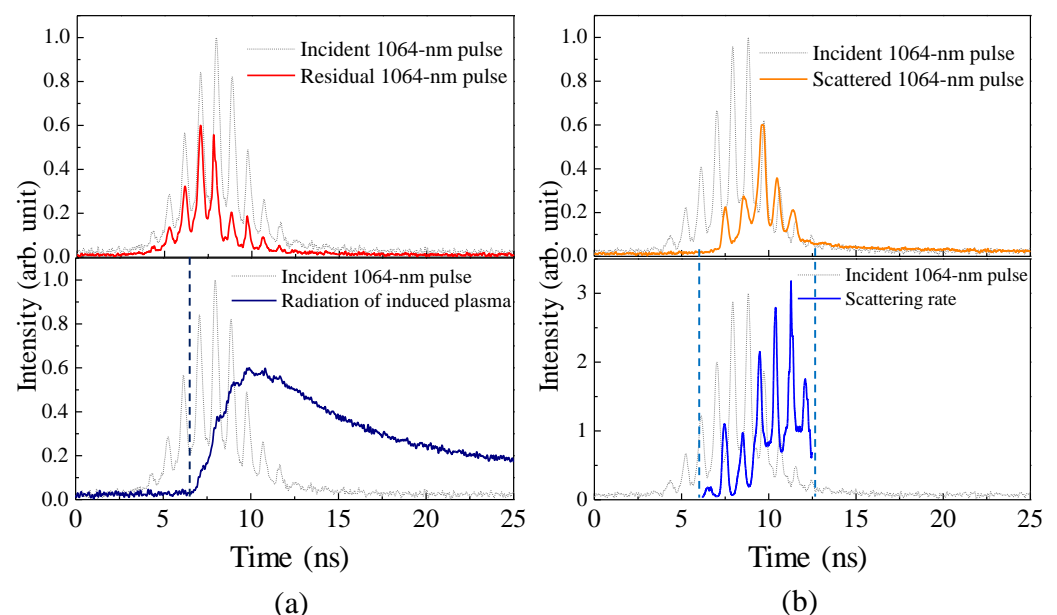 1.0
0.8
0.6
0.4
0.2
0.0
Incident 1064-nm pulse
Residual 1064-nm pulse
1.0
0.8
0.6
0.4
0.2
0.0
Incident 1064-nm pulse
Radiation of induced plasma
Intensity (arb. unit)
0 5 10 15 20 25
Time (ns)
(a)
1.0
0.8
0.6
0.4
0.2
0.0
Incident 1064-nm pulse
Scattered 1064-nm pulse
3
2
1
0
Incident 1064-nm pulse
Scattering rate
Intensity (arb. unit)
0 5 10 15 20 25
Time (ns)
(b)